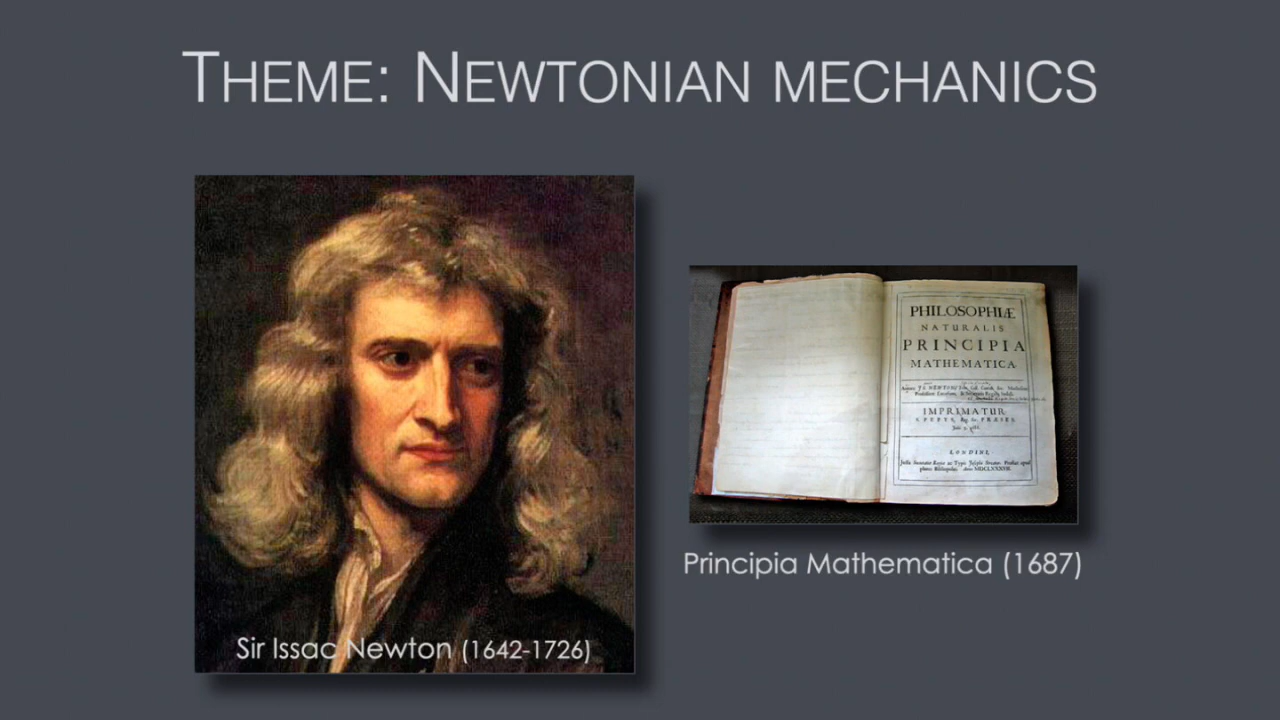 THEME: NEWTONIAN MECHANICS
Sir Issac Newton (1642-1726)
PHILOSOPHIÆ
NATURALIS
PRINCIPIA
MATHEMATICA
IMPRIMATUR
LONDINI,
Principia Mathematica (1687)